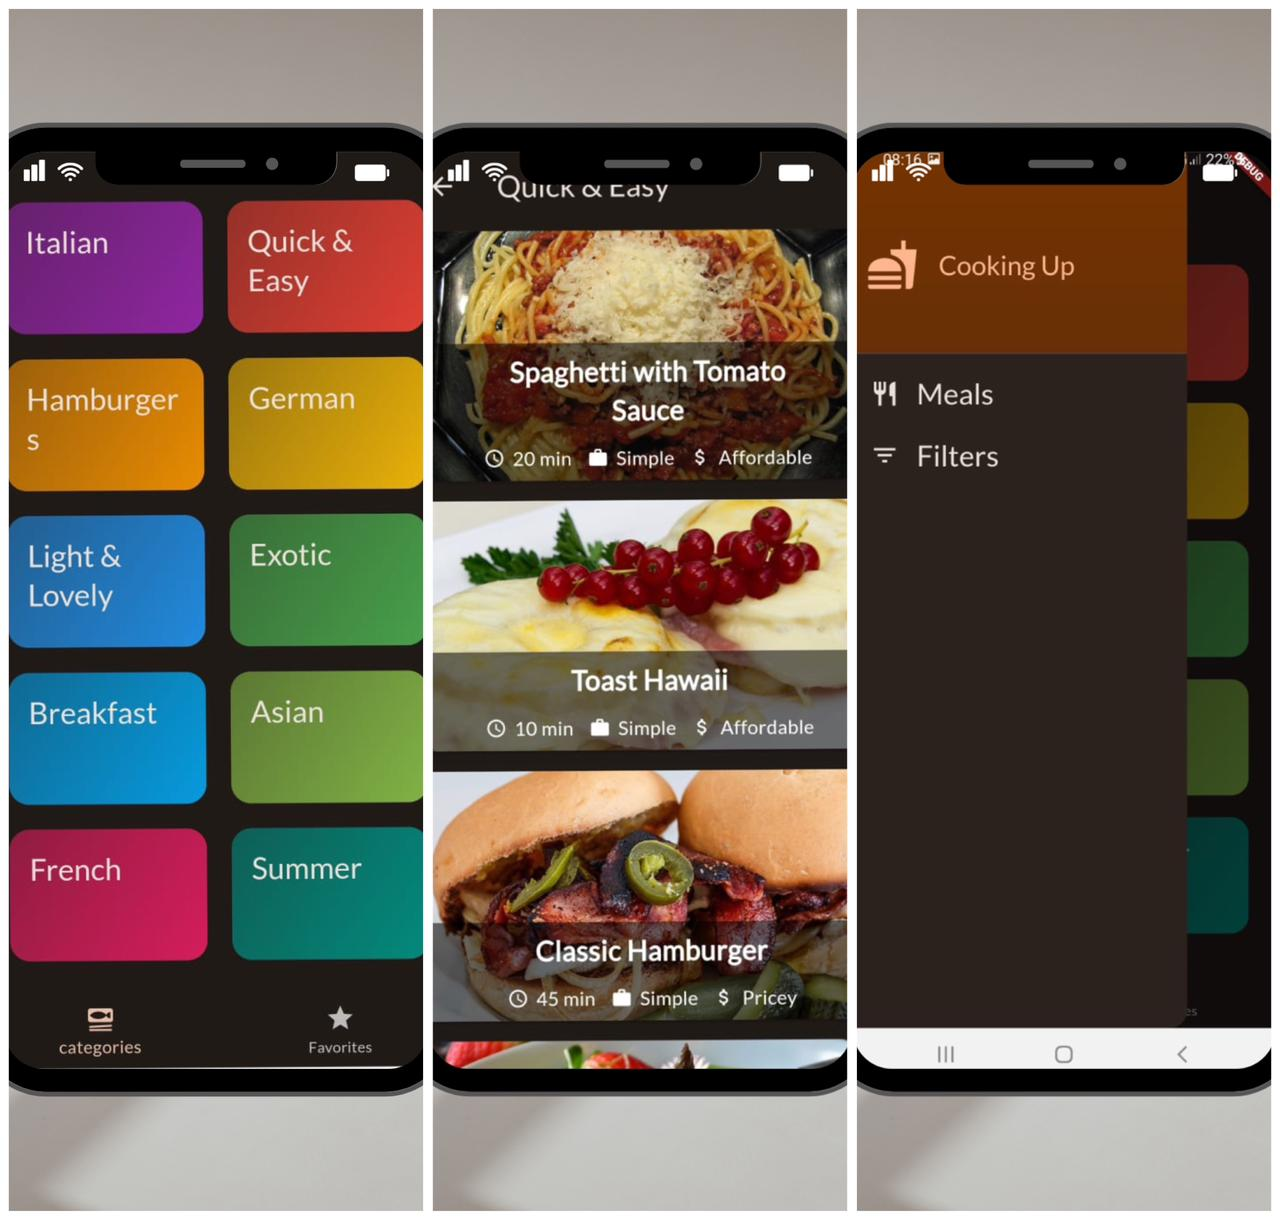 Italian
Quick &
Easy
Hamburger
s
German
Light &
Lovely
Exotic
Breakfast
Asian
French
Summer
categories
Favorites
Quick & Easy
Spaghetti with Tomato
Sauce
20 min Simple $ Affordable
Toast Hawaii
10 min Simple $ Affordable
Classic Hamburger
45 min Simple $ Pricey
08:16
22%
DEBUG
Cooking Up
Meals
Filters
es